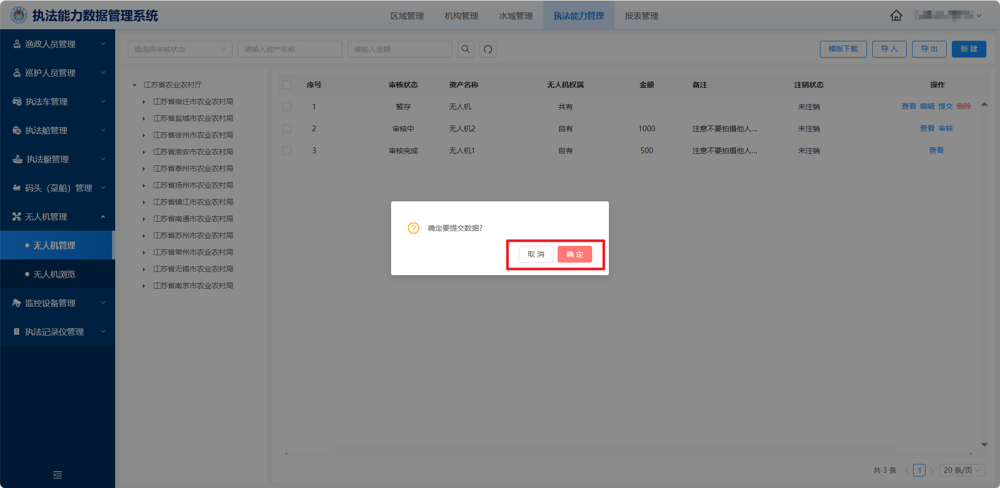 执法能力数据管理系统
区域管理 机构管理 水域管理 执法能力管理 报表管理
渔政人员管理
巡护人员管理
执法车管理
执法船管理
执法艇管理
码头（趸船）管理
无人机管理
无人机管理
无人机浏览
监控设备管理
执法记录仪管理
请选择审核状态 请输入资产名称 请输入金额 模版下载 导 入 导 出 新 建
江苏省农业农村厅
江苏省宿迁市农业农村局
江苏省盐城市农业农村局
江苏省徐州市农业农村局
江苏省淮安市农业农村局
江苏省泰州市农业农村局
江苏省扬州市农业农村局
江苏省镇江市农业农村局
江苏省南通市农业农村局
江苏省苏州市农业农村局
江苏省常州市农业农村局
江苏省无锡市农业农村局
江苏省南京市农业农村局
序号 审核状态 资产名称 无人机权属 金额 备注 注销状态 操作
1 暂存 无人机 共有 未注销 查看 编辑 提交 删除
2 审核中 无人机2 自有 1000 注意不要拍摄他人... 未注销 查看 审核
3 审核完成 无人机1 自有 500 注意不要拍摄他人... 未注销 查看
确定要提交数据?
取 消 确 定
共 3 条 1 20 条/页